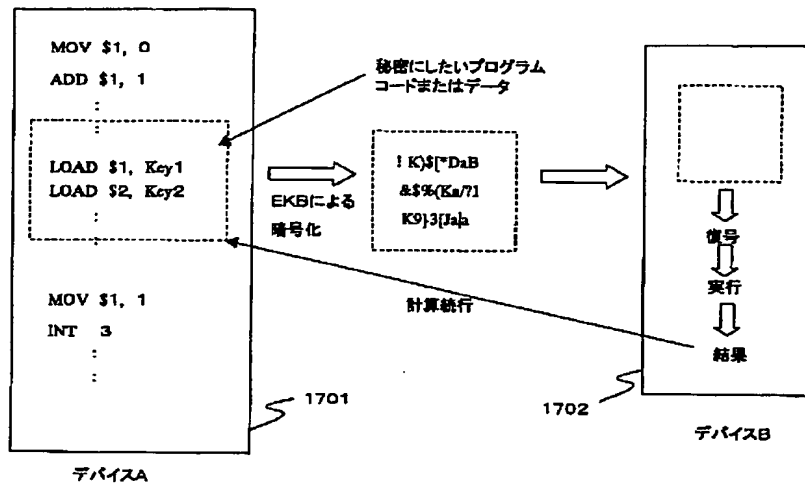 MOV $1, 0
ADD $1, 1
:
:
LOAD $1, Key1
LOAD $2, Key2
:
:
MOV $1, 1
INT 3
:
:
1701
デバイスA
秘密にしたいプログラム
コードまたはデータ
EKBによる
暗号化
! K)$[*DaB
&$%(Ka/?1
K9}3[Ja|a
計算続行
復号
実行
結果
1702
デバイスB